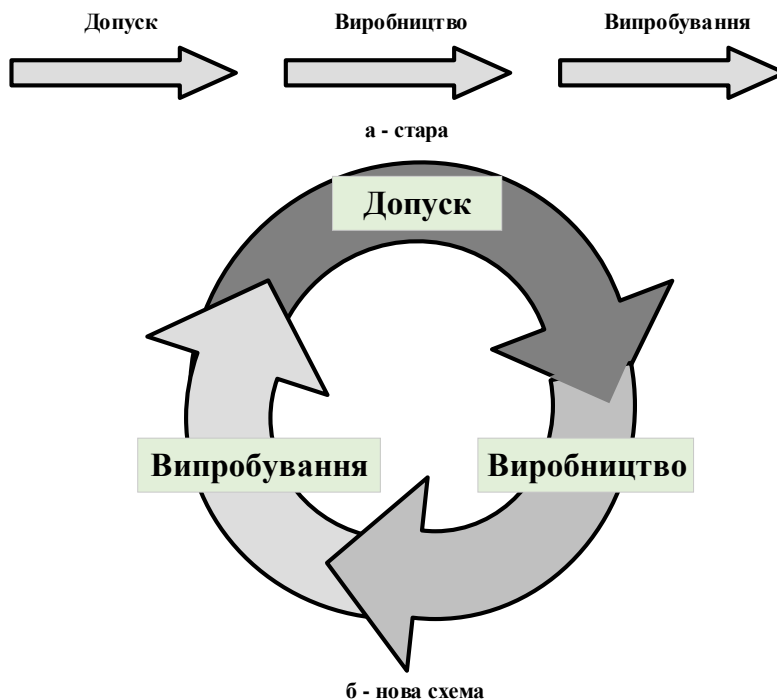 Допуск Виробництво Випробування
а - стара
Допуск
Випробування Виробництво
б - нова схема